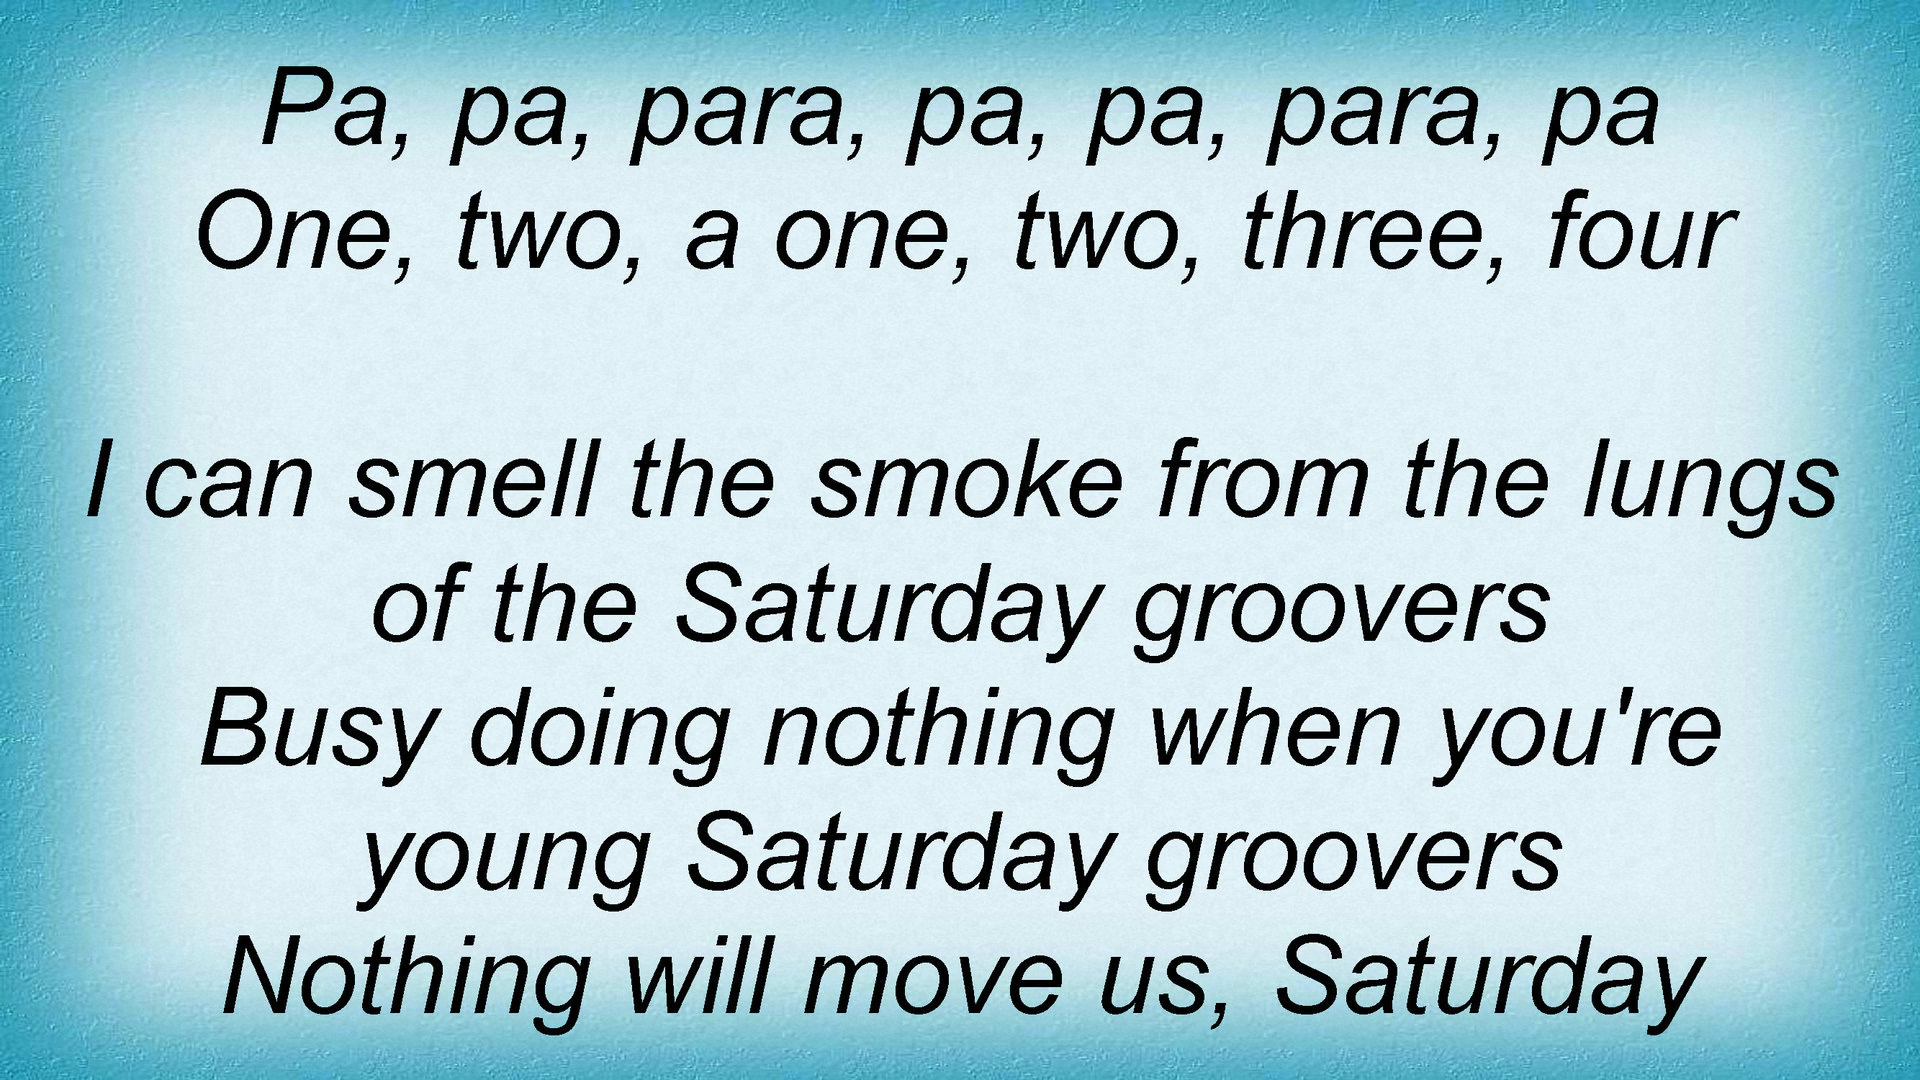 Pa, pa, para, pa, pa, para, pa
One, two, a one, two, three, four
I can smell the smoke from the lungs
of the Saturday groovers
Busy doing nothing when you're
young Saturday groovers
Nothing will move us, Saturday